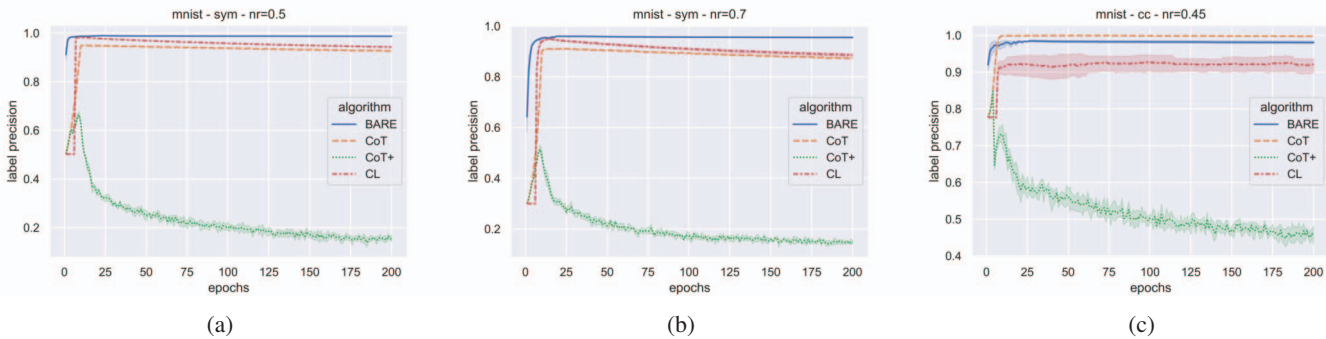 mnist - sym - nr=0.5
1.0
0.8
0.6
0.4
0.2
label precision
algorithm
BARE
CoT
CoT+
CL
0 25 50 75 100 125 150 175 200
epochs
(a)
mnist - sym - nr=0.7
1.0
0.8
0.6
0.4
0.2
label precision
algorithm
BARE
CoT
CoT+
CL
0 25 50 75 100 125 150 175 200
epochs
(b)
mnist - cc - nr=0.45
1.0
0.9
0.8
0.7
0.6
0.5
0.4
label precision
algorithm
BARE
CoT
CoT+
CL
0 25 50 75 100 125 150 175 200
epochs
(c)